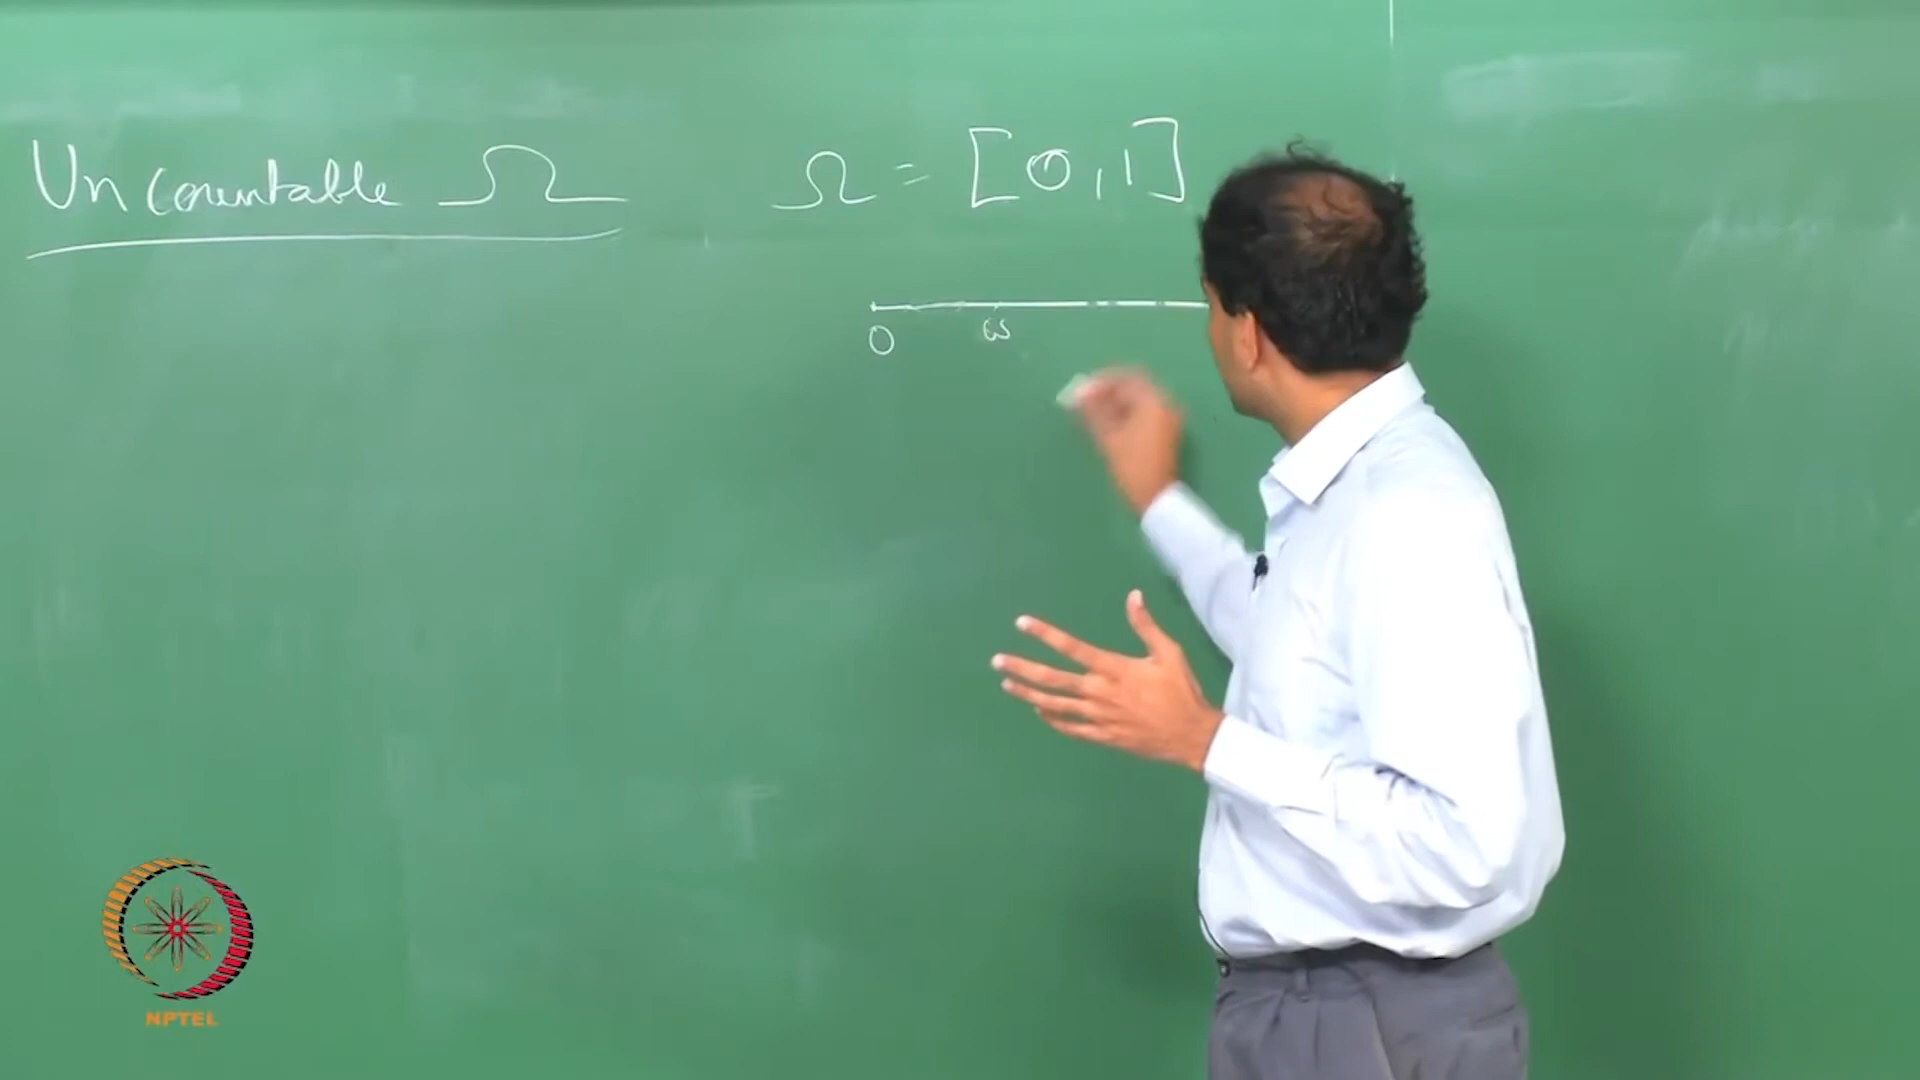 Uncountable Ω Ω = [0,1]
0 ω
NPTEL